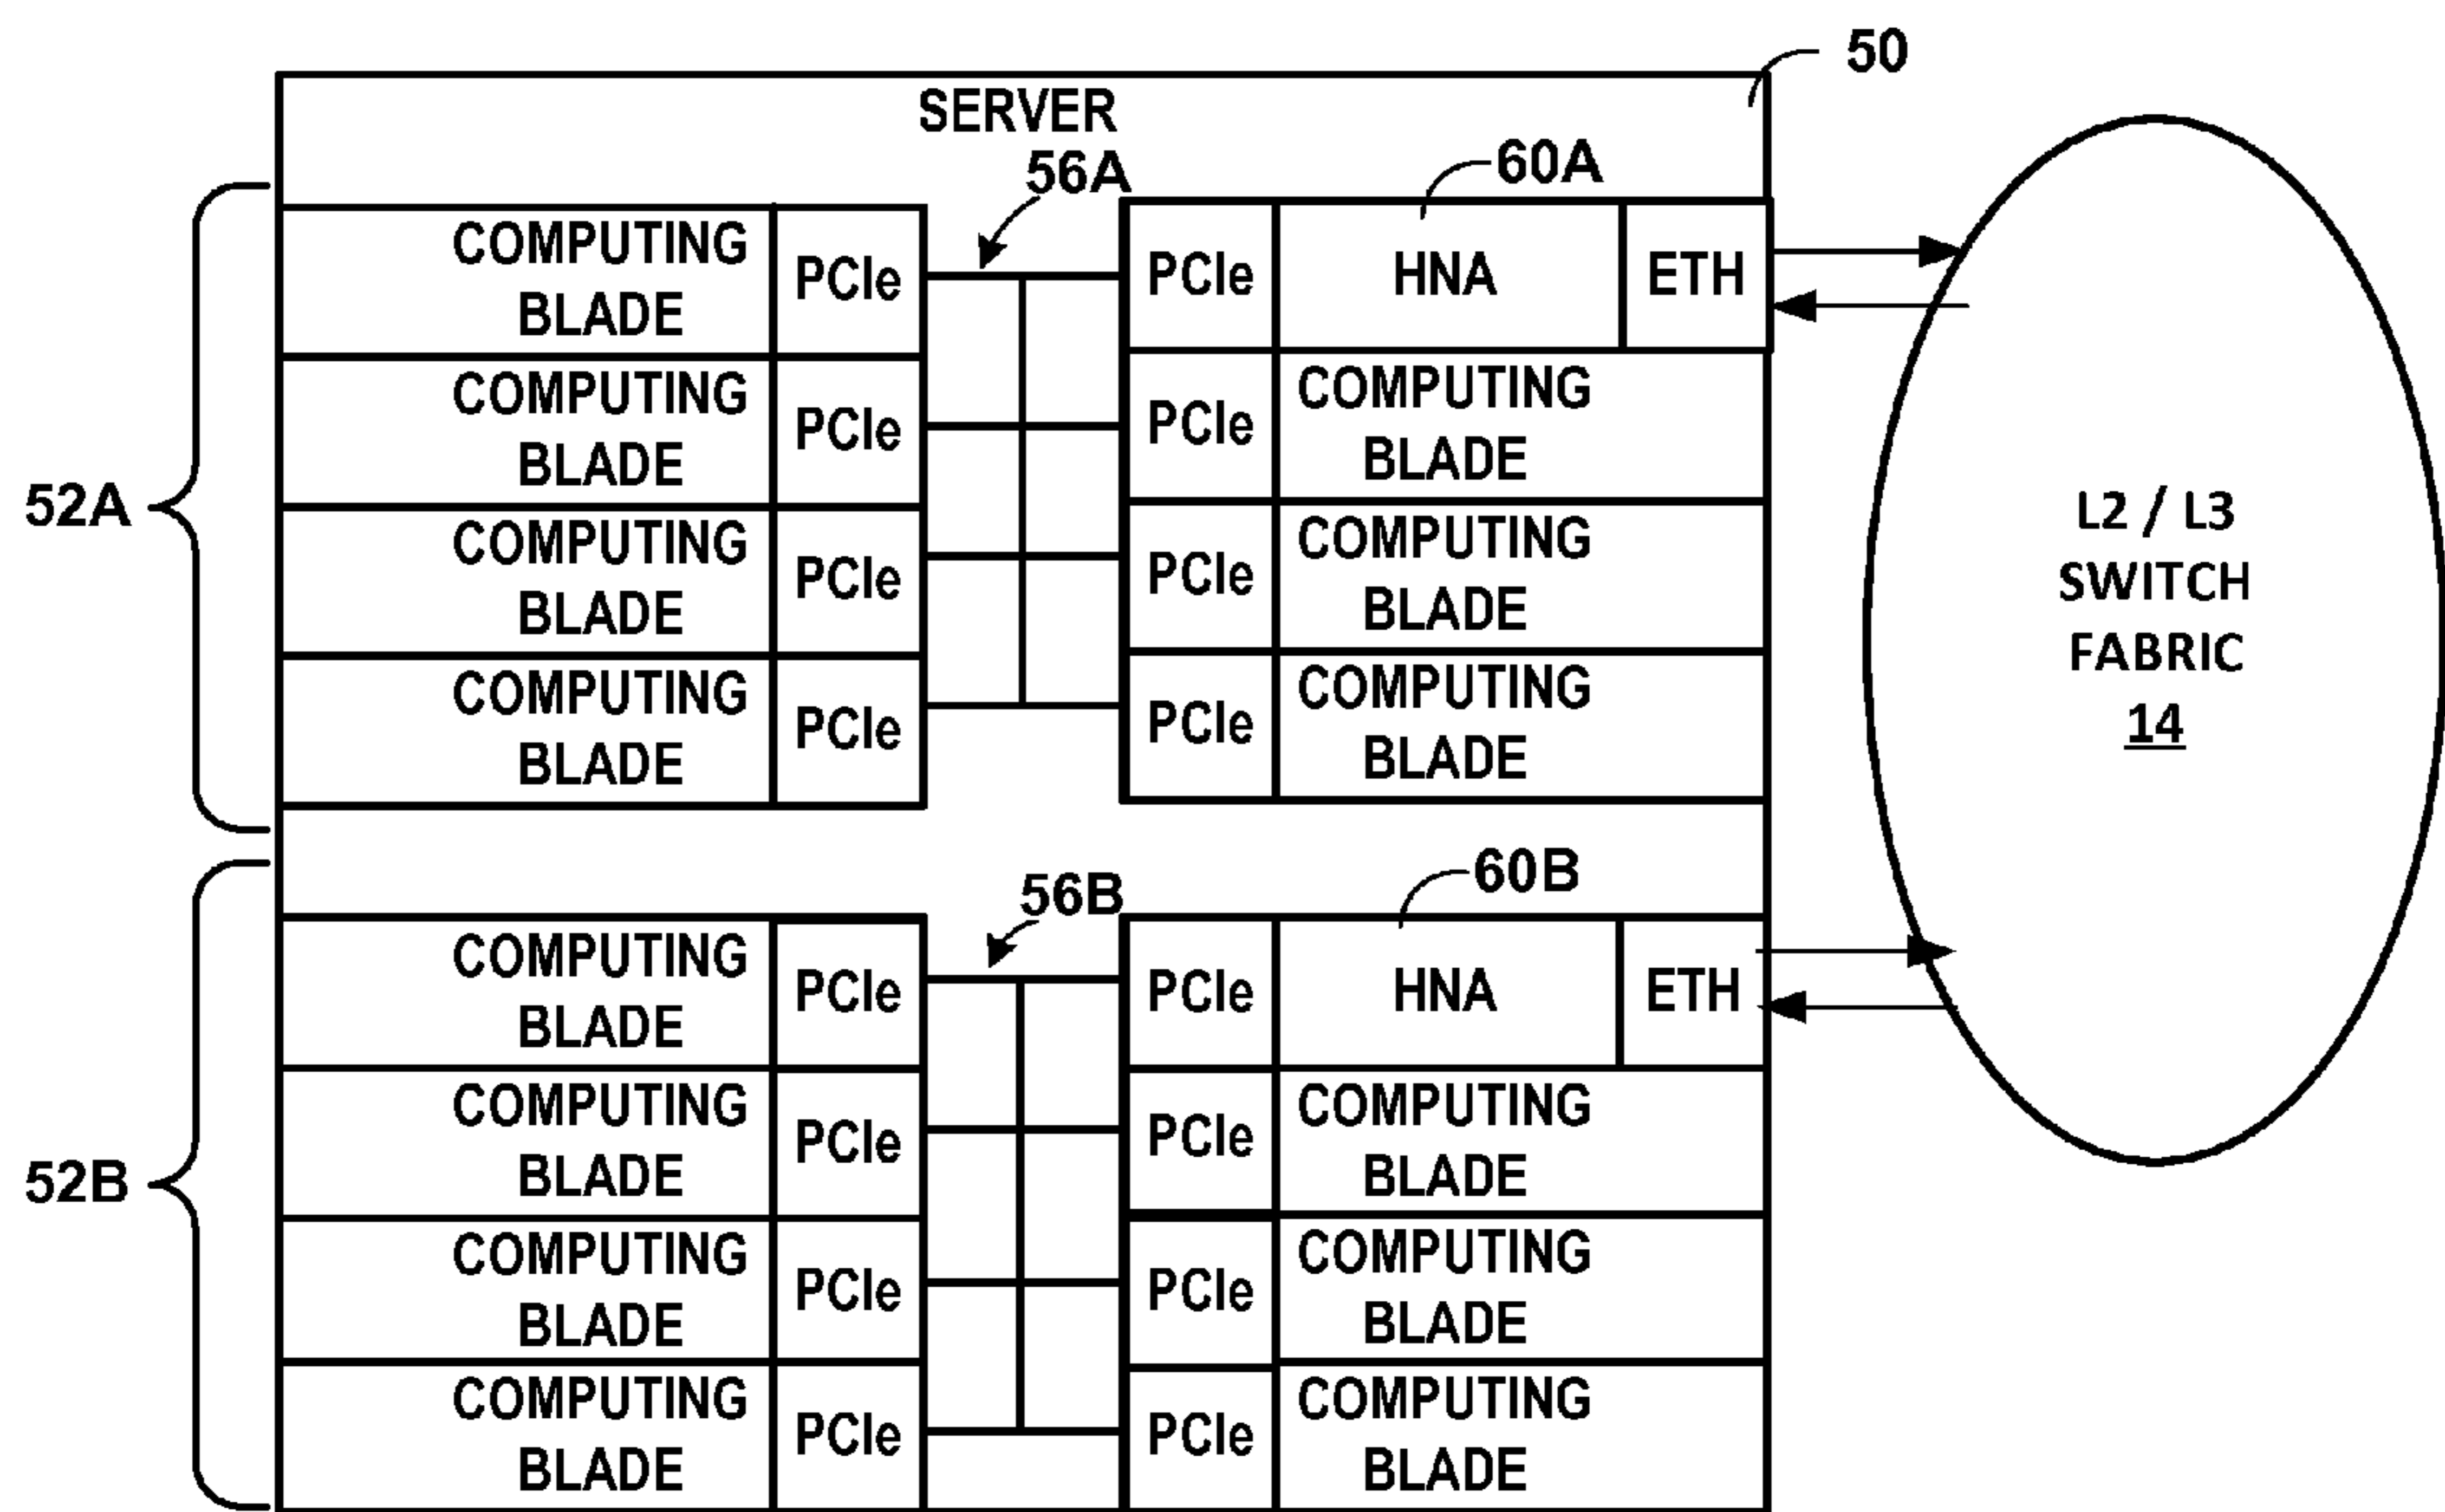 50
SERVER
56A
60A
COMPUTING
BLADE
PCIe
PCIe
HNA
ETH
COMPUTING
BLADE
PCIe
PCIe
COMPUTING
BLADE
COMPUTING
BLADE
PCIe
PCIe
COMPUTING
BLADE
COMPUTING
BLADE
PCIe
PCIe
COMPUTING
BLADE
52A
L2 / L3
SWITCH
FABRIC
14
56B
60B
COMPUTING
BLADE
PCIe
PCIe
HNA
ETH
COMPUTING
BLADE
PCIe
PCIe
COMPUTING
BLADE
COMPUTING
BLADE
PCIe
PCIe
COMPUTING
BLADE
COMPUTING
BLADE
PCIe
PCIe
COMPUTING
BLADE
52B